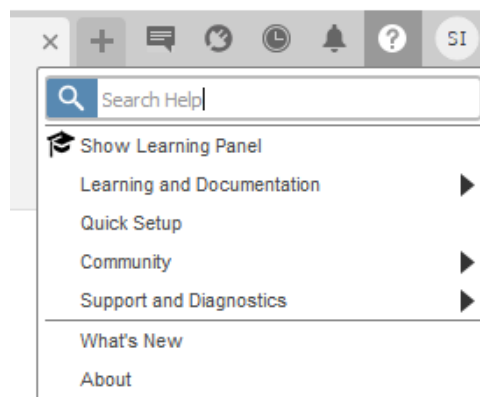 SI
Search Help
Show Learning Panel
Learning and Documentation
Quick Setup
Community
Support and Diagnostics
What's New
About